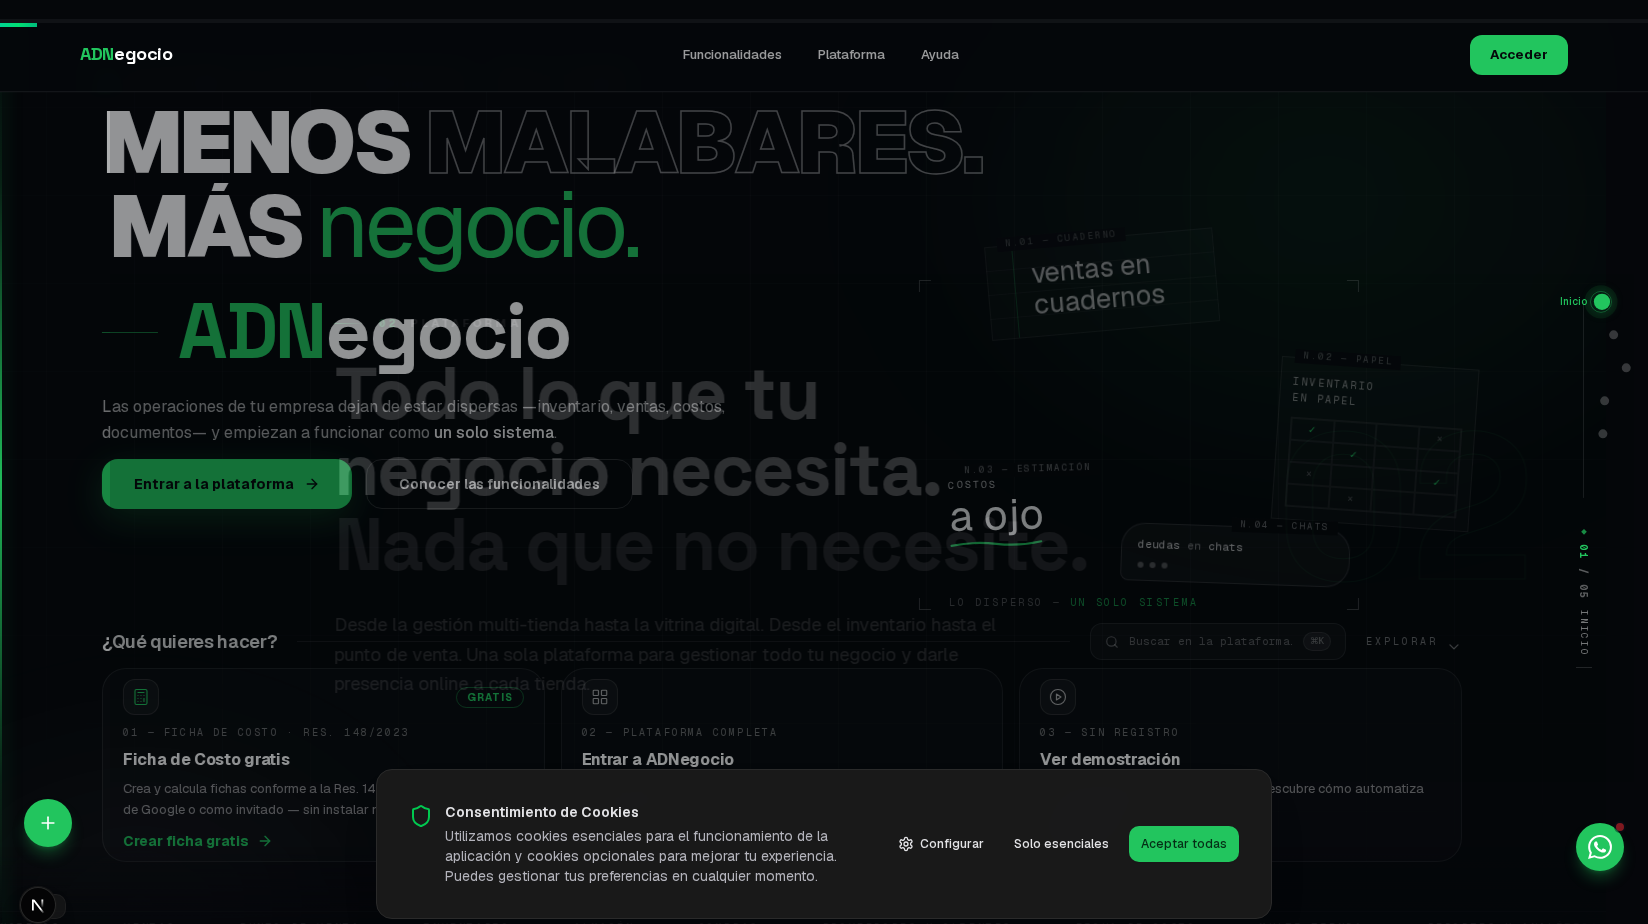 ADNegocio
Funcionalidades
Plataforma
Ayuda
Acceder
MENOS MALABARES.
MÁS negocio.
ADNegocio
Las operaciones de tu empresa dejan de estar dispersas —inventario, ventas, costos,
documentos— y empiezan a funcionar como un solo sistema.
Entrar a la plataforma
Conocer las funcionalidades
Todo lo que tu
negocio necesita.
Nada que no necesite.
Desde la gestión multi-tienda hasta la vitrina digital. Desde el inventario hasta el
punto de venta. Una sola plataforma para gestionar todo tu negocio y darle
presencia online a cada tienda.
N.01 — CUADERNO
ventas en
cuadernos
N.02 — PAPEL
INVENTARIO
EN PAPEL
N.03 — ESTIMACIÓN
COSTOS
a ojo
N.04 — CHATS
deudas en chats
LO DISPERSO — UN SOLO SISTEMA
02
Inicio
01 / 05 INICIO
¿Qué quieres hacer?
Buscar en la plataforma.
⌘K
EXPLORAR
GRATIS
01 — FICHA DE COSTO · RES. 148/2023
Ficha de Costo gratis
Crea y calcula fichas conforme a la Res. 14
de Google o como invitado — sin instalar
Crear ficha gratis
02 — PLATAFORMA COMPLETA
Entrar a ADNegocio
03 — SIN REGISTRO
Ver demostración
escubre cómo automatiza
Consentimiento de Cookies
Utilizamos cookies esenciales para el funcionamiento de la
aplicación y cookies opcionales para mejorar tu experiencia.
Puedes gestionar tus preferencias en cualquier momento.
Configurar
Solo esenciales
Aceptar todas
N